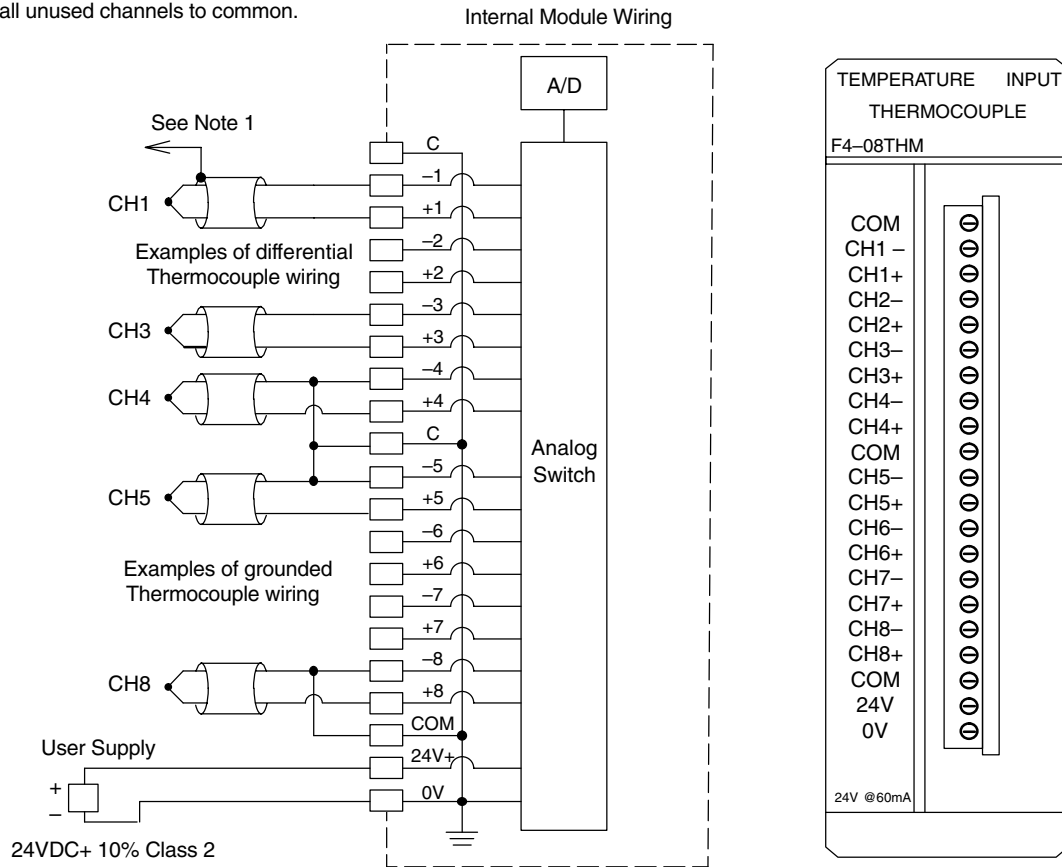 all unused channels to common.
Internal Module Wiring
A/D
See Note 1
C
–1
CH1
+1
Examples of differential
Thermocouple wiring
–2
+2
–3
CH3
+3
–4
CH4
+4
C
Analog
Switch
–5
CH5
+5
–6
Examples of grounded
Thermocouple wiring
+6
–7
+7
–8
CH8
+8
COM
User Supply
24V+
+
–
0V
24VDC+ 10% Class 2
TEMPERATURE INPUT
THERMOCOUPLE
F4–08THM
COM
CH1 –
CH1+
CH2–
CH2+
CH3–
CH3+
CH4–
CH4+
COM
CH5–
CH5+
CH6–
CH6+
CH7–
CH7+
CH8–
CH8+
COM
24V
0V
24V @60mA